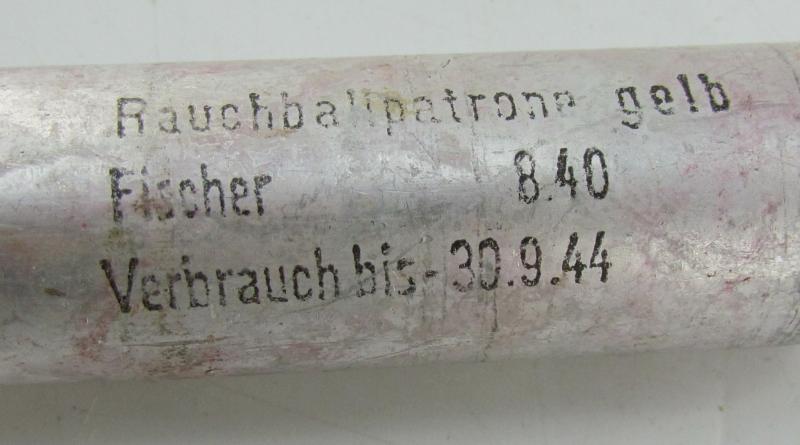 Rauchballpatrone gelb
Fischer 8.40
Verbrauch bis - 30.9.44